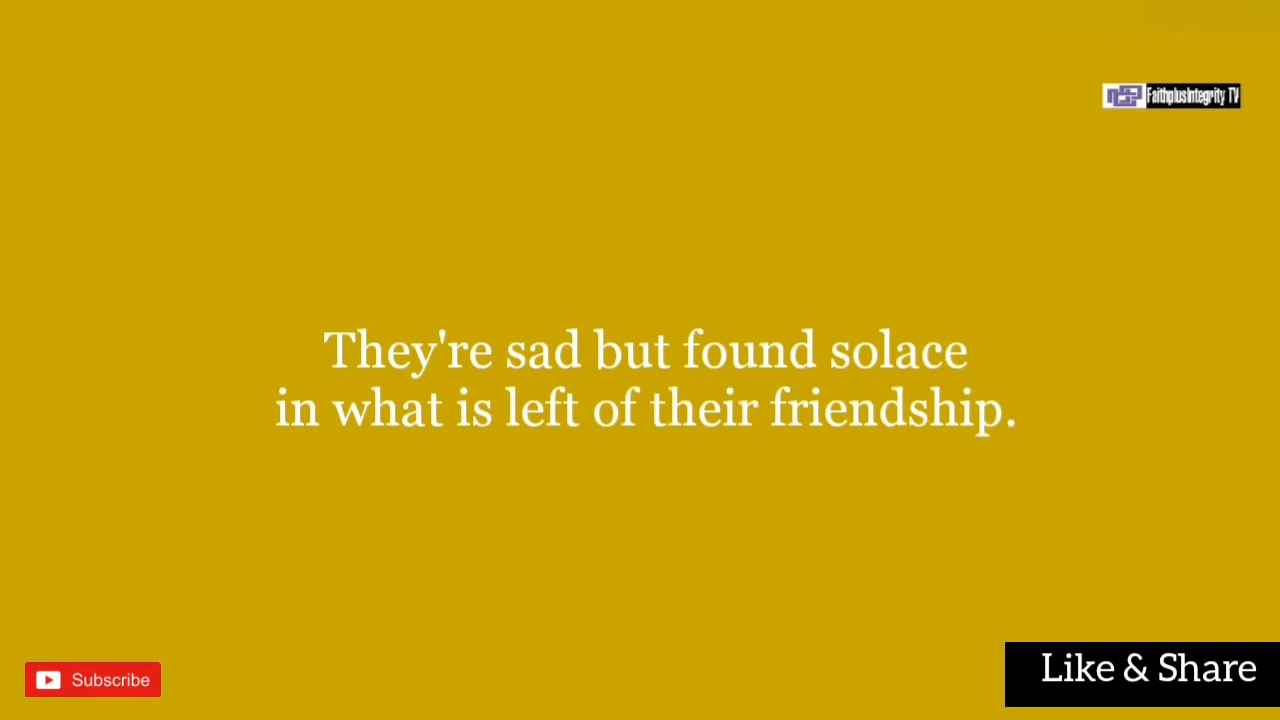 FaithplusIntegrity TV
They're sad but found solace
in what is left of their friendship.
Subscribe
Like & Share